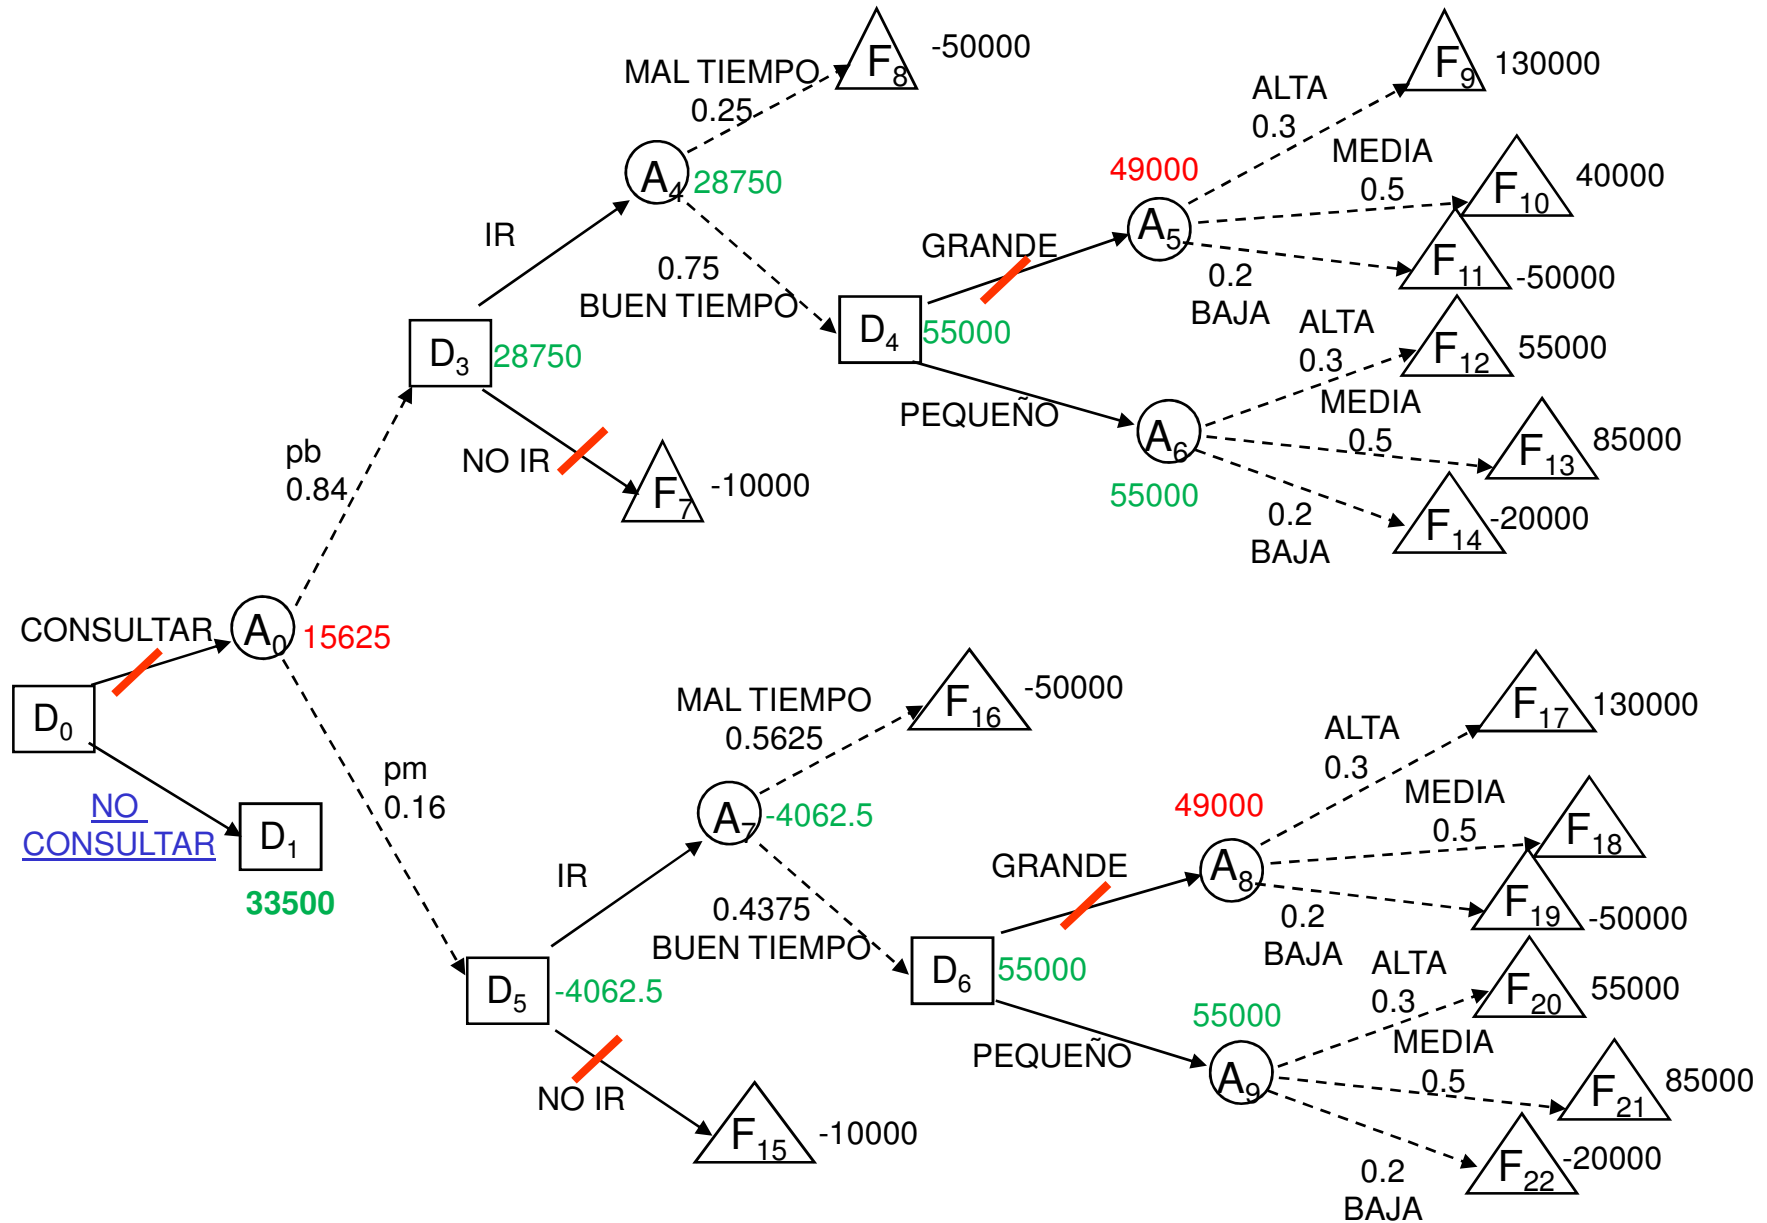 F8
-50000
MAL TIEMPO
0.25
A4
28750
IR
0.75
BUEN TIEMPO
D3
28750
NO IR
F7
-10000
pb
0.84
D4
55000
GRANDE
PEQUEÑO
49000
A5
ALTA
0.3
F9
130000
MEDIA
0.5
F10
40000
0.2
BAJA
F11
-50000
A6
55000
ALTA
0.3
F12
55000
MEDIA
0.5
F13
85000
0.2
BAJA
F14
-20000
CONSULTAR
A0
15625
D0
NO
CONSULTAR
D1
33500
pm
0.16
MAL TIEMPO
0.5625
F16
-50000
A7
-4062.5
IR
0.4375
BUEN TIEMPO
D5
-4062.5
NO IR
F15
-10000
D6
55000
GRANDE
PEQUEÑO
49000
A8
ALTA
0.3
F17
130000
MEDIA
0.5
F18
0.2
BAJA
F19
-50000
55000
A9
ALTA
0.3
F20
55000
MEDIA
0.5
F21
85000
0.2
BAJA
F22
-20000